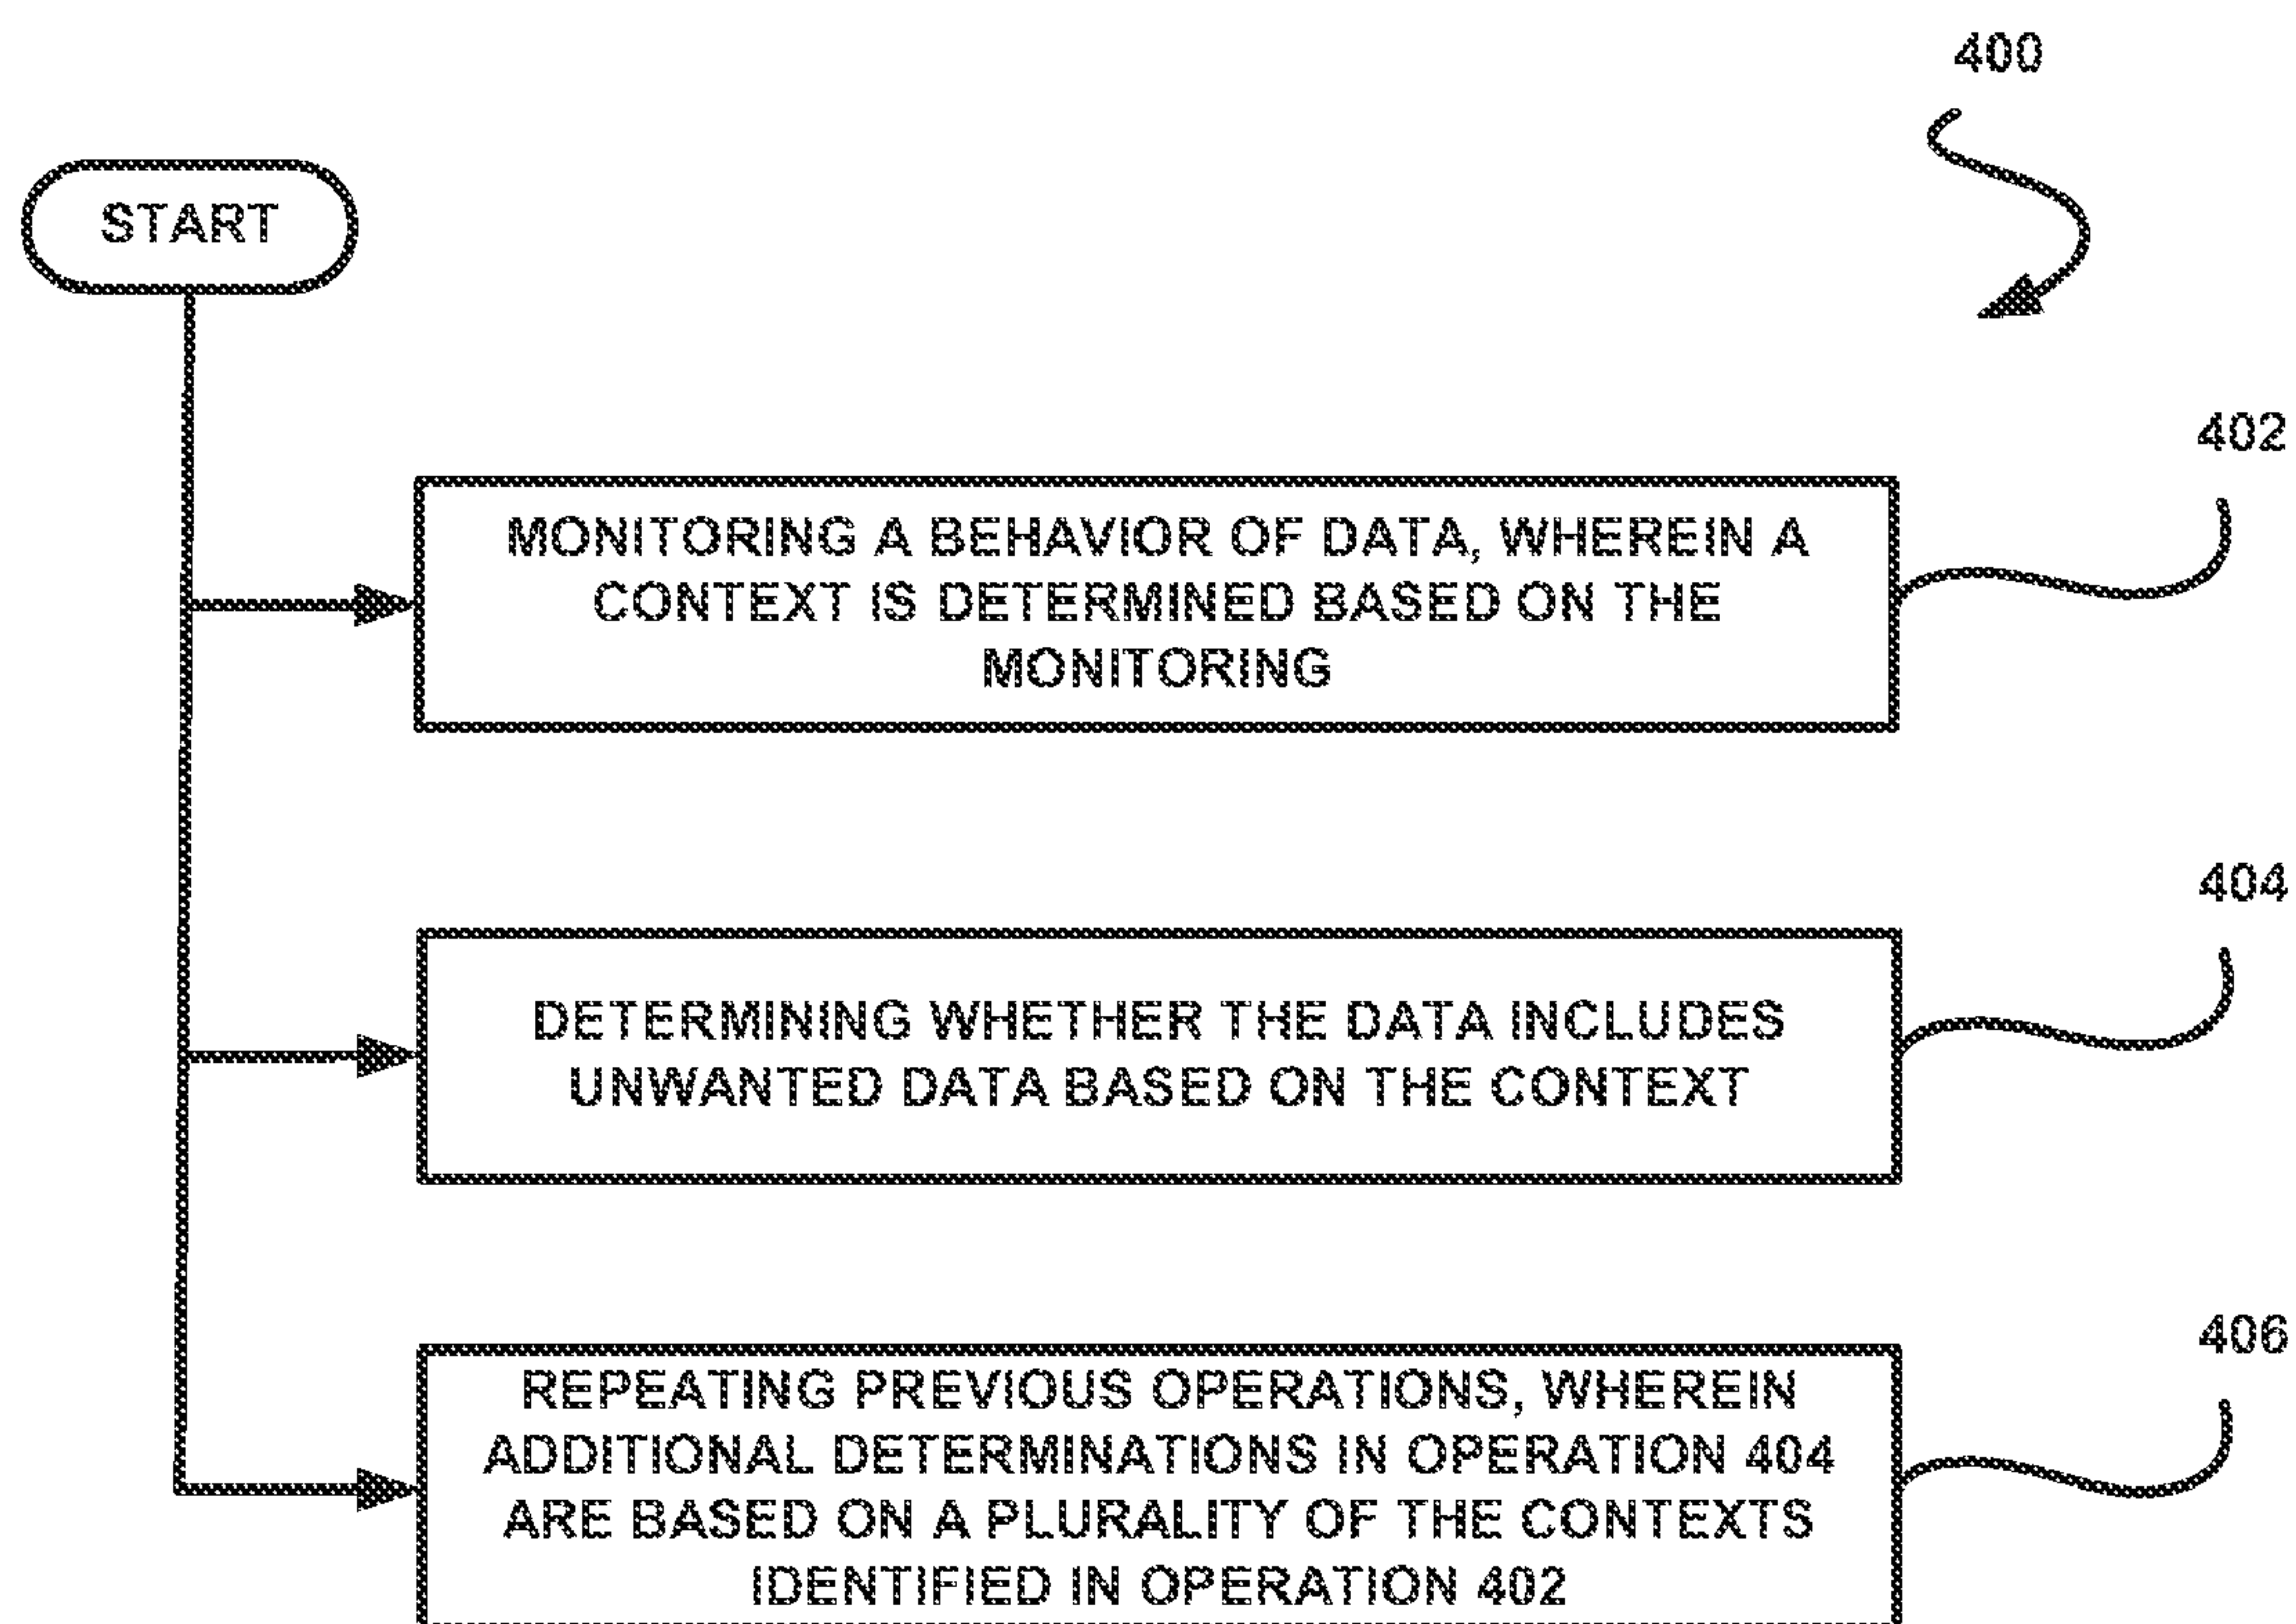 400
START
402
MONITORING A BEHAVIOR OF DATA, WHEREIN A
CONTEXT IS DETERMINED BASED ON THE
MONITORING
404
DETERMINING WHETHER THE DATA INCLUDES
UNWANTED DATA BASED ON THE CONTEXT
406
REPEATING PREVIOUS OPERATIONS, WHEREIN
ADDITIONAL DETERMINATIONS IN OPERATION 404
ARE BASED ON A PLURALITY OF THE CONTEXTS
IDENTIFIED IN OPERATION 402